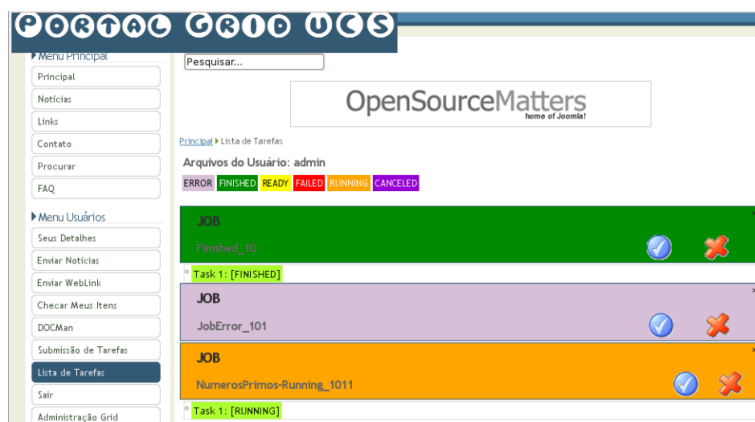 Portal Grid UCS
Menu Principal
Principal
Notícias
Links
Contato
Procurar
FAQ
Menu Usuários
Seus Detalhes
Enviar Notícias
Enviar WebLink
Checar Meus Itens
DOCMan
Submissão de Tarefas
Lista de Tarefas
Sair
Administração Grid
Pesquisar...
OpenSourceMatters
home of Joomla!
Principal Lista de Tarefas
Arquivos do Usuário: admin
ERROR FINISHED READY FAILED RUNNING CANCELED
JOB
Finished_10
Task 1: [FINISHED]
JOB
JobError_101
JOB
NumerosPrimos-Running_1011
Task 1: [RUNNING]